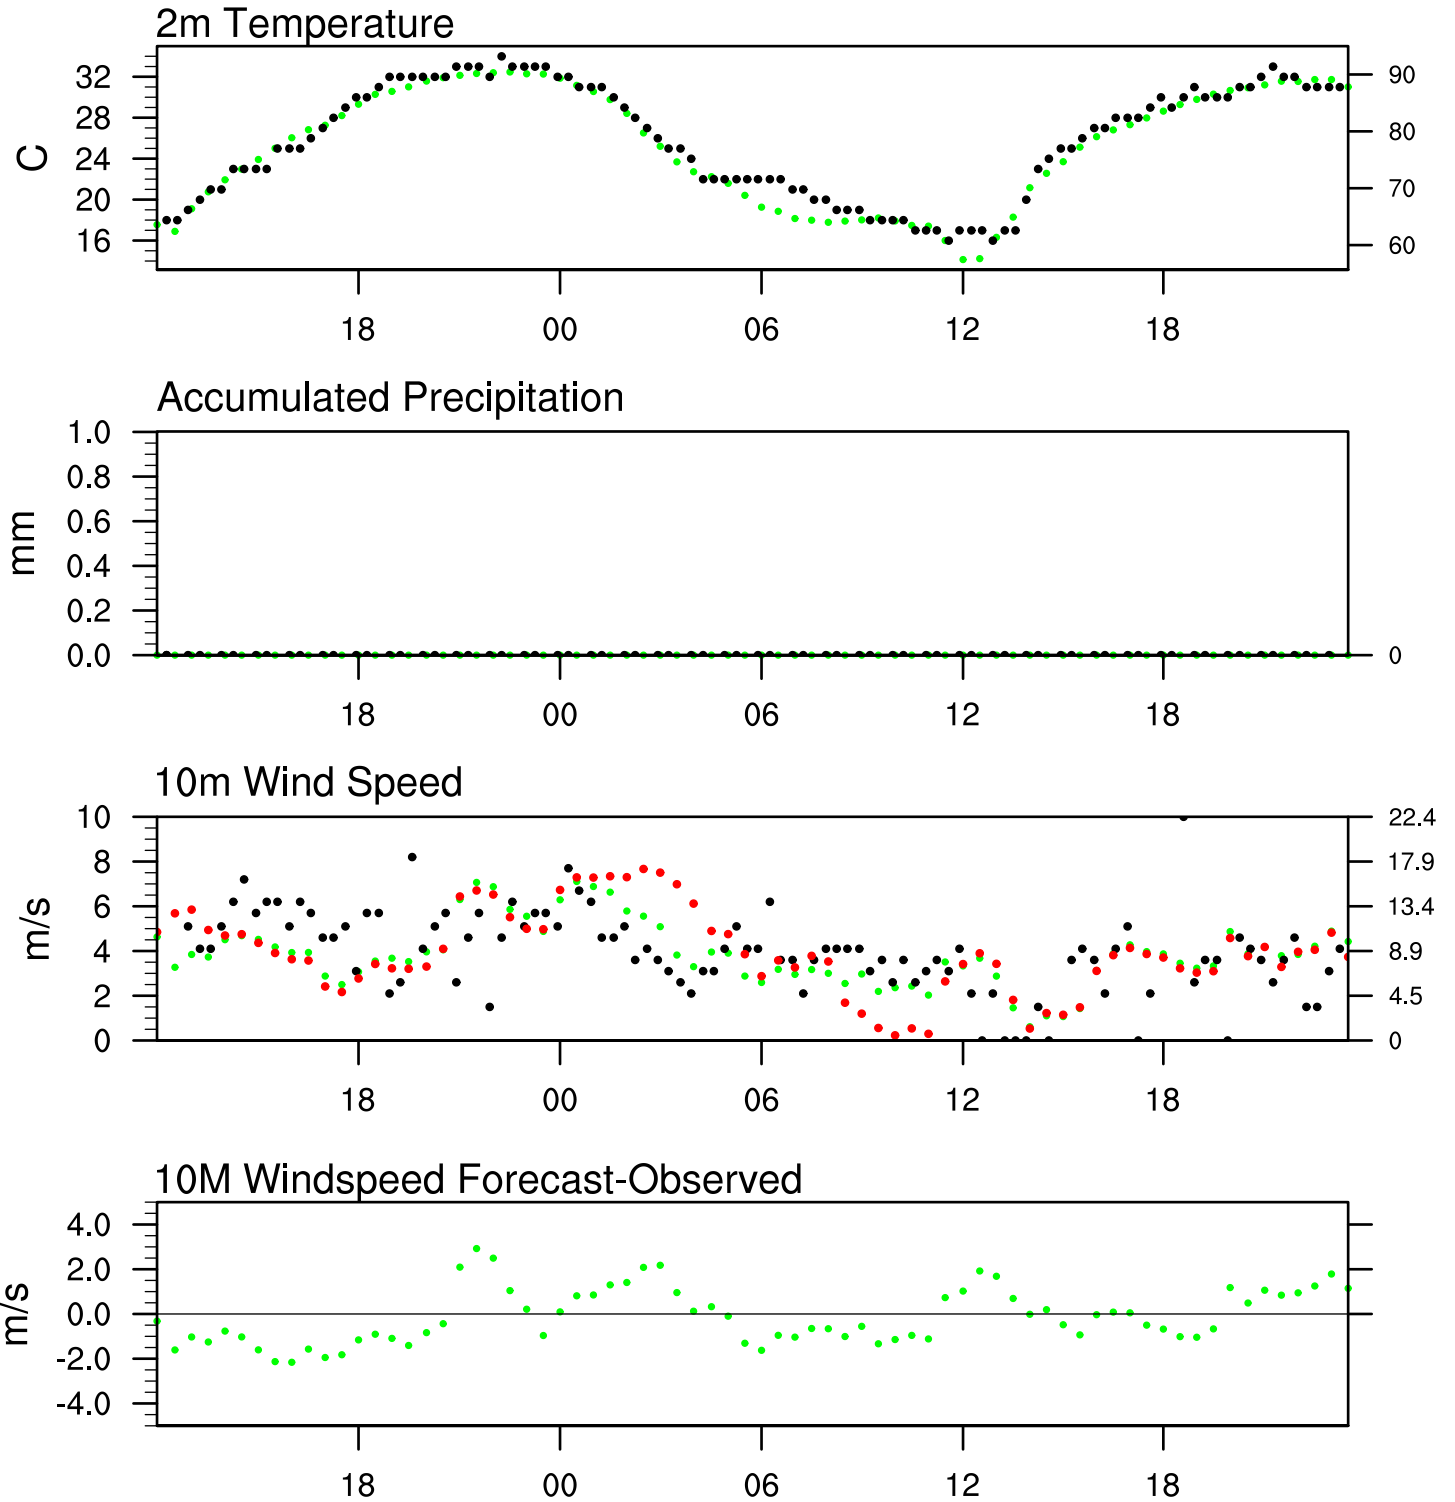 2m Temperature
32
28
24
20
16
C
90
80
70
60
18 00 06 12 18
Accumulated Precipitation
1.0
0.8
0.6
0.4
0.2
0.0
mm
0
18 00 06 12 18
10m Wind Speed
10
8
6
4
2
0
m/s
22.4
17.9
13.4
8.9
4.5
0
18 00 06 12 18
10M Windspeed Forecast-Observed
4.0
2.0
0.0
-2.0
-4.0
m/s
18 00 06 12 18